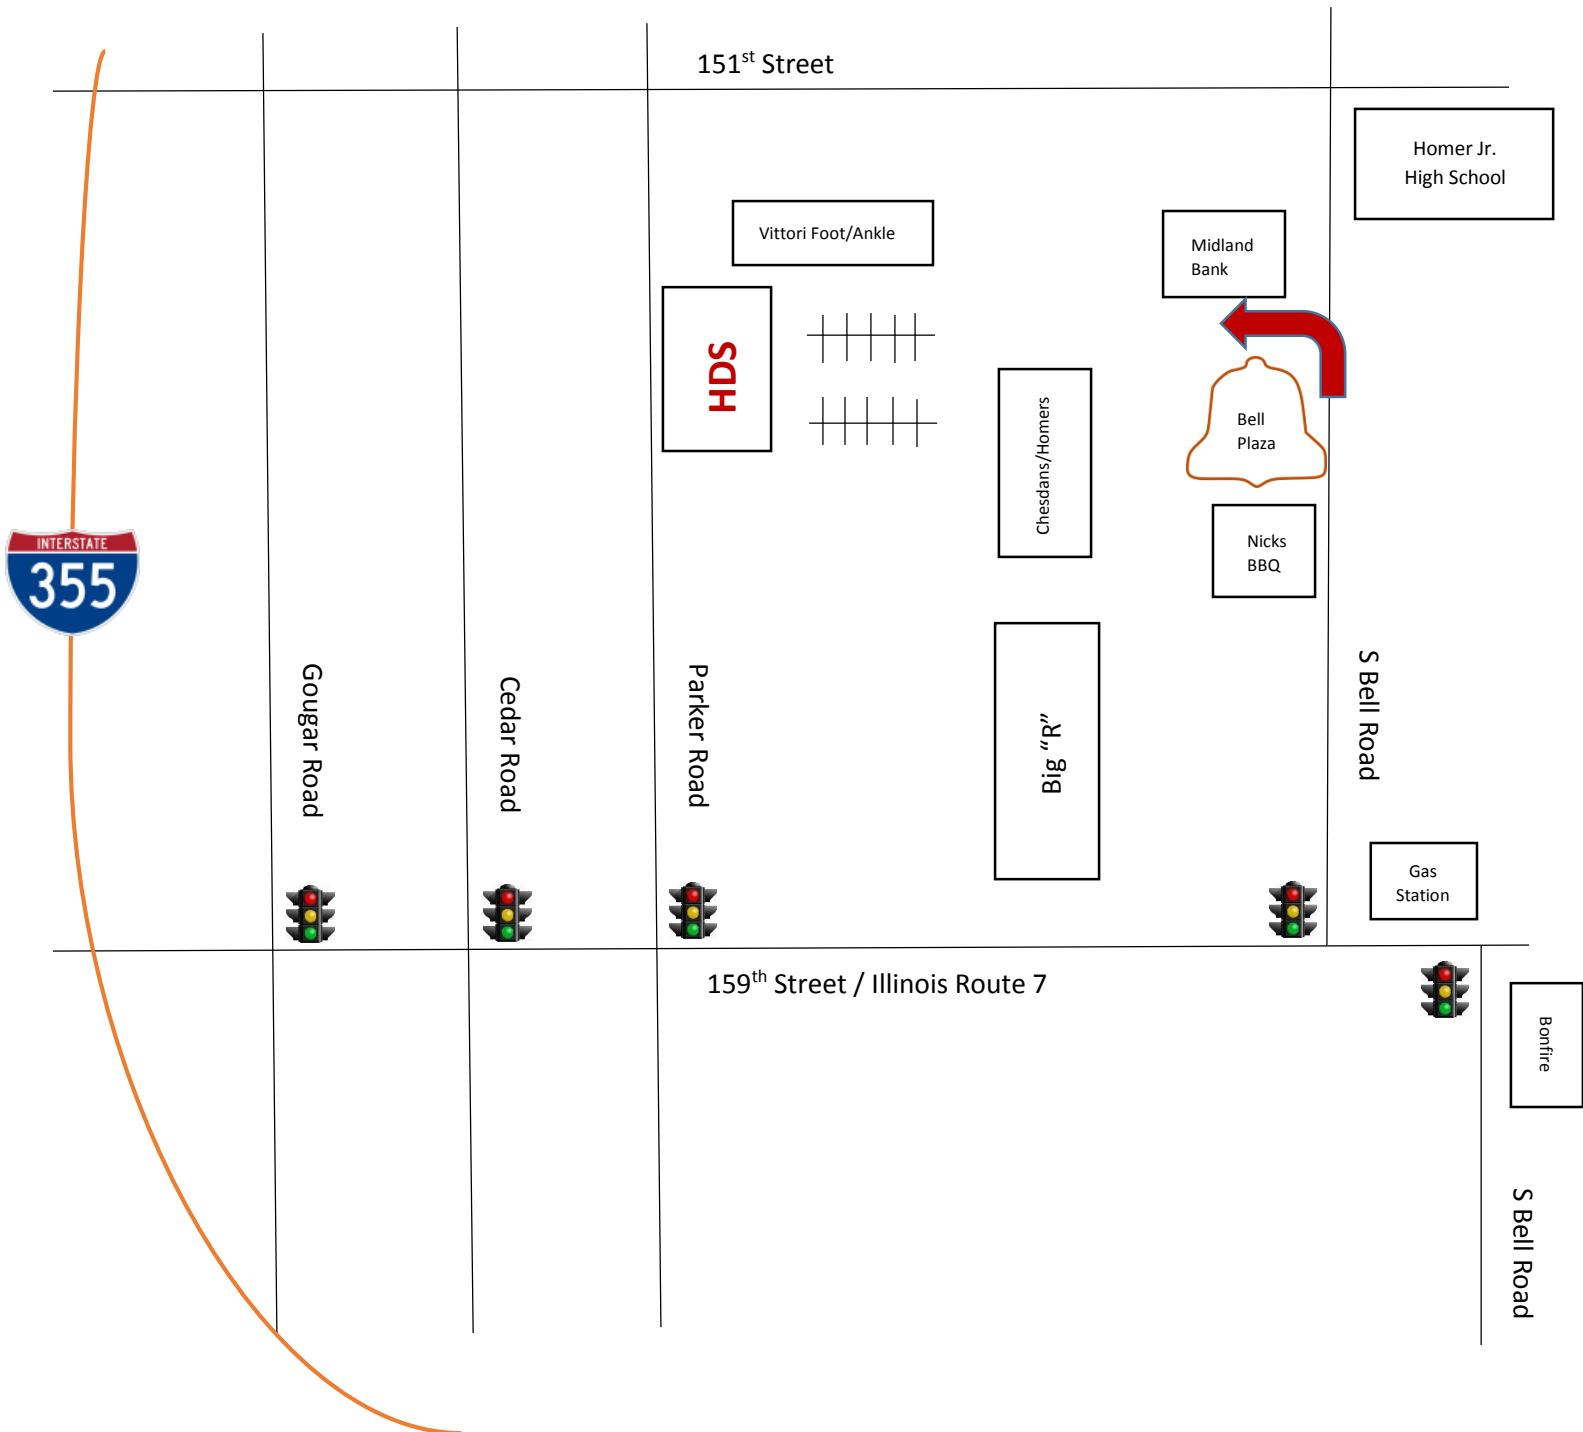 151st Street
Homer Jr.
High School
Vittori Foot/Ankle
Midland
Bank
HDS
Chesdans/Homers
Bell
Plaza
Nicks
BBQ
INTERSTATE
355
Gougar Road
Cedar Road
Parker Road
Big “R”
S Bell Road
Gas
Station
159th Street / Illinois Route 7
Bonfire
S Bell Road